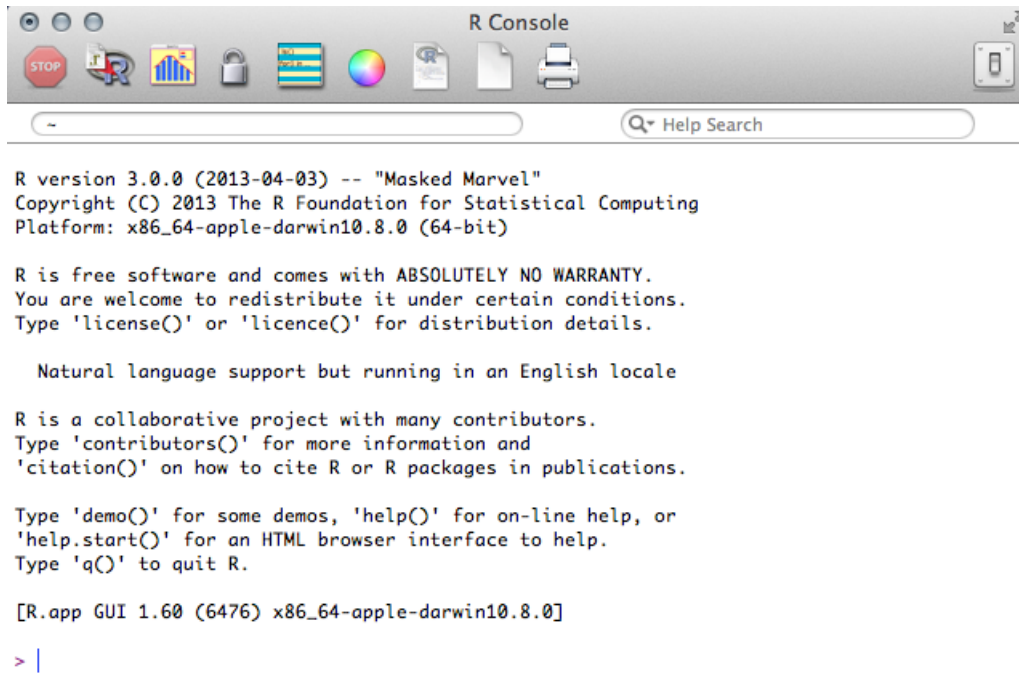 R Console
STOP
~
Help Search
R version 3.0.0 (2013-04-03) -- "Masked Marvel"
Copyright (C) 2013 The R Foundation for Statistical Computing
Platform: x86_64-apple-darwin10.8.0 (64-bit)
R is free software and comes with ABSOLUTELY NO WARRANTY.
You are welcome to redistribute it under certain conditions.
Type 'license()' or 'licence()' for distribution details.
Natural language support but running in an English locale
R is a collaborative project with many contributors.
Type 'contributors()' for more information and
'citation()' on how to cite R or R packages in publications.
Type 'demo()' for some demos, 'help()' for on-line help, or
'help.start()' for an HTML browser interface to help.
Type 'q()' to quit R.
[R.app GUI 1.60 (6476) x86_64-apple-darwin10.8.0]
>